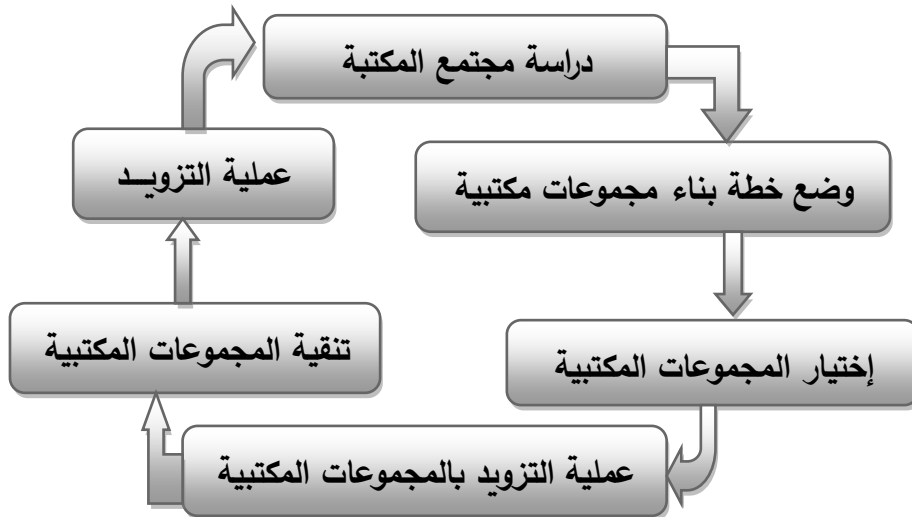 دراسة مجتمع المكتبة
وضع خطة بناء مجموعات مكتبية
إختيار المجموعات المكتبية
عملية التزويد بالمجموعات المكتبية
تنقية المجموعات المكتبية
عملية التزويــد